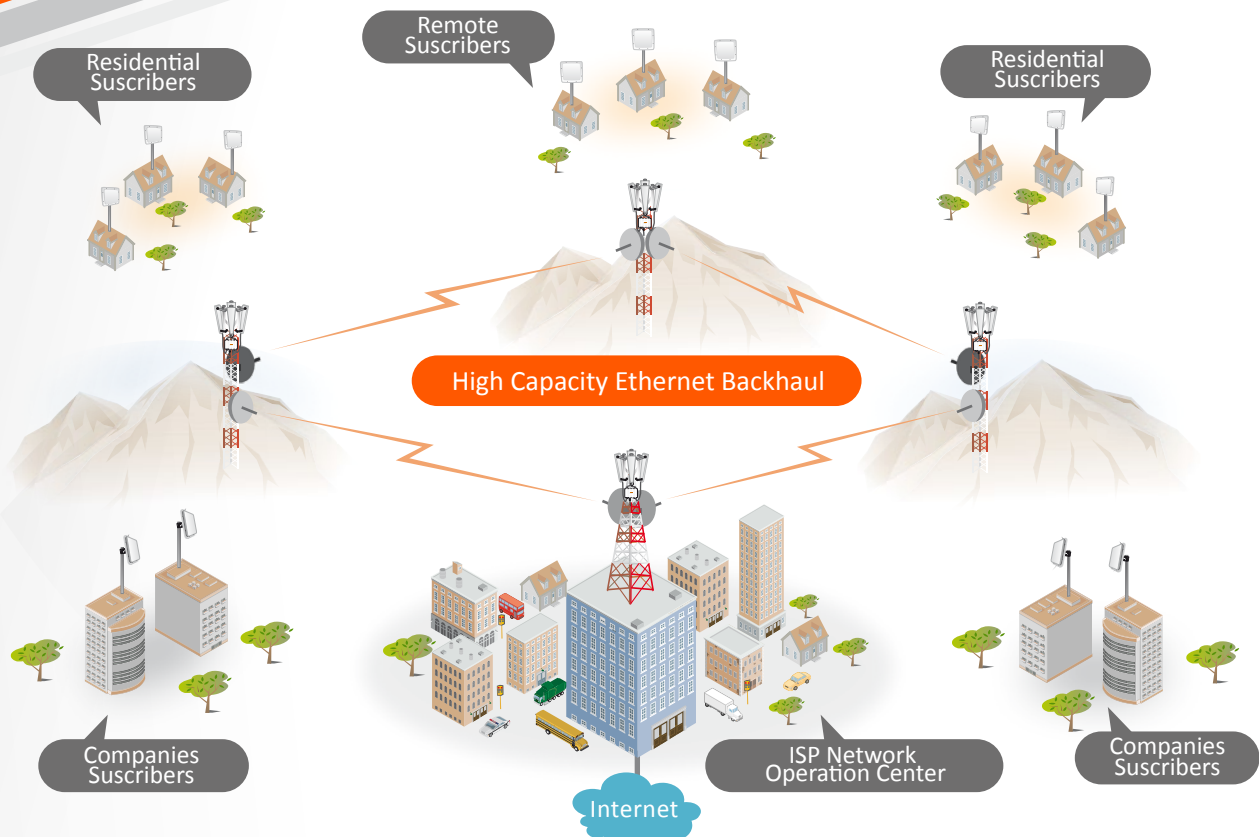 Remote
Suscribers
Residential
Suscribers
Residential
Suscribers
High Capacity Ethernet Backhaul
Companies
Suscribers
ISP Network
Operation Center
Companies
Suscribers
Internet